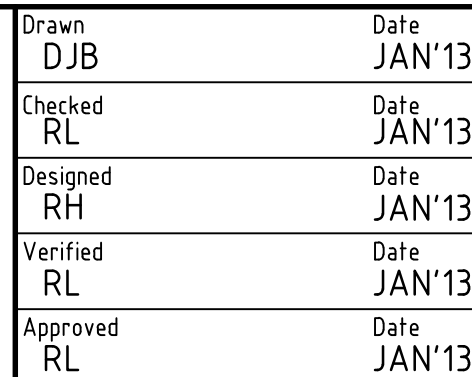 Drawn Date
DJB JAN'13
Checked Date
RL JAN'13
Designed Date
RH JAN'13
Verified Date
RL JAN'13
Approved Date
RL JAN'13